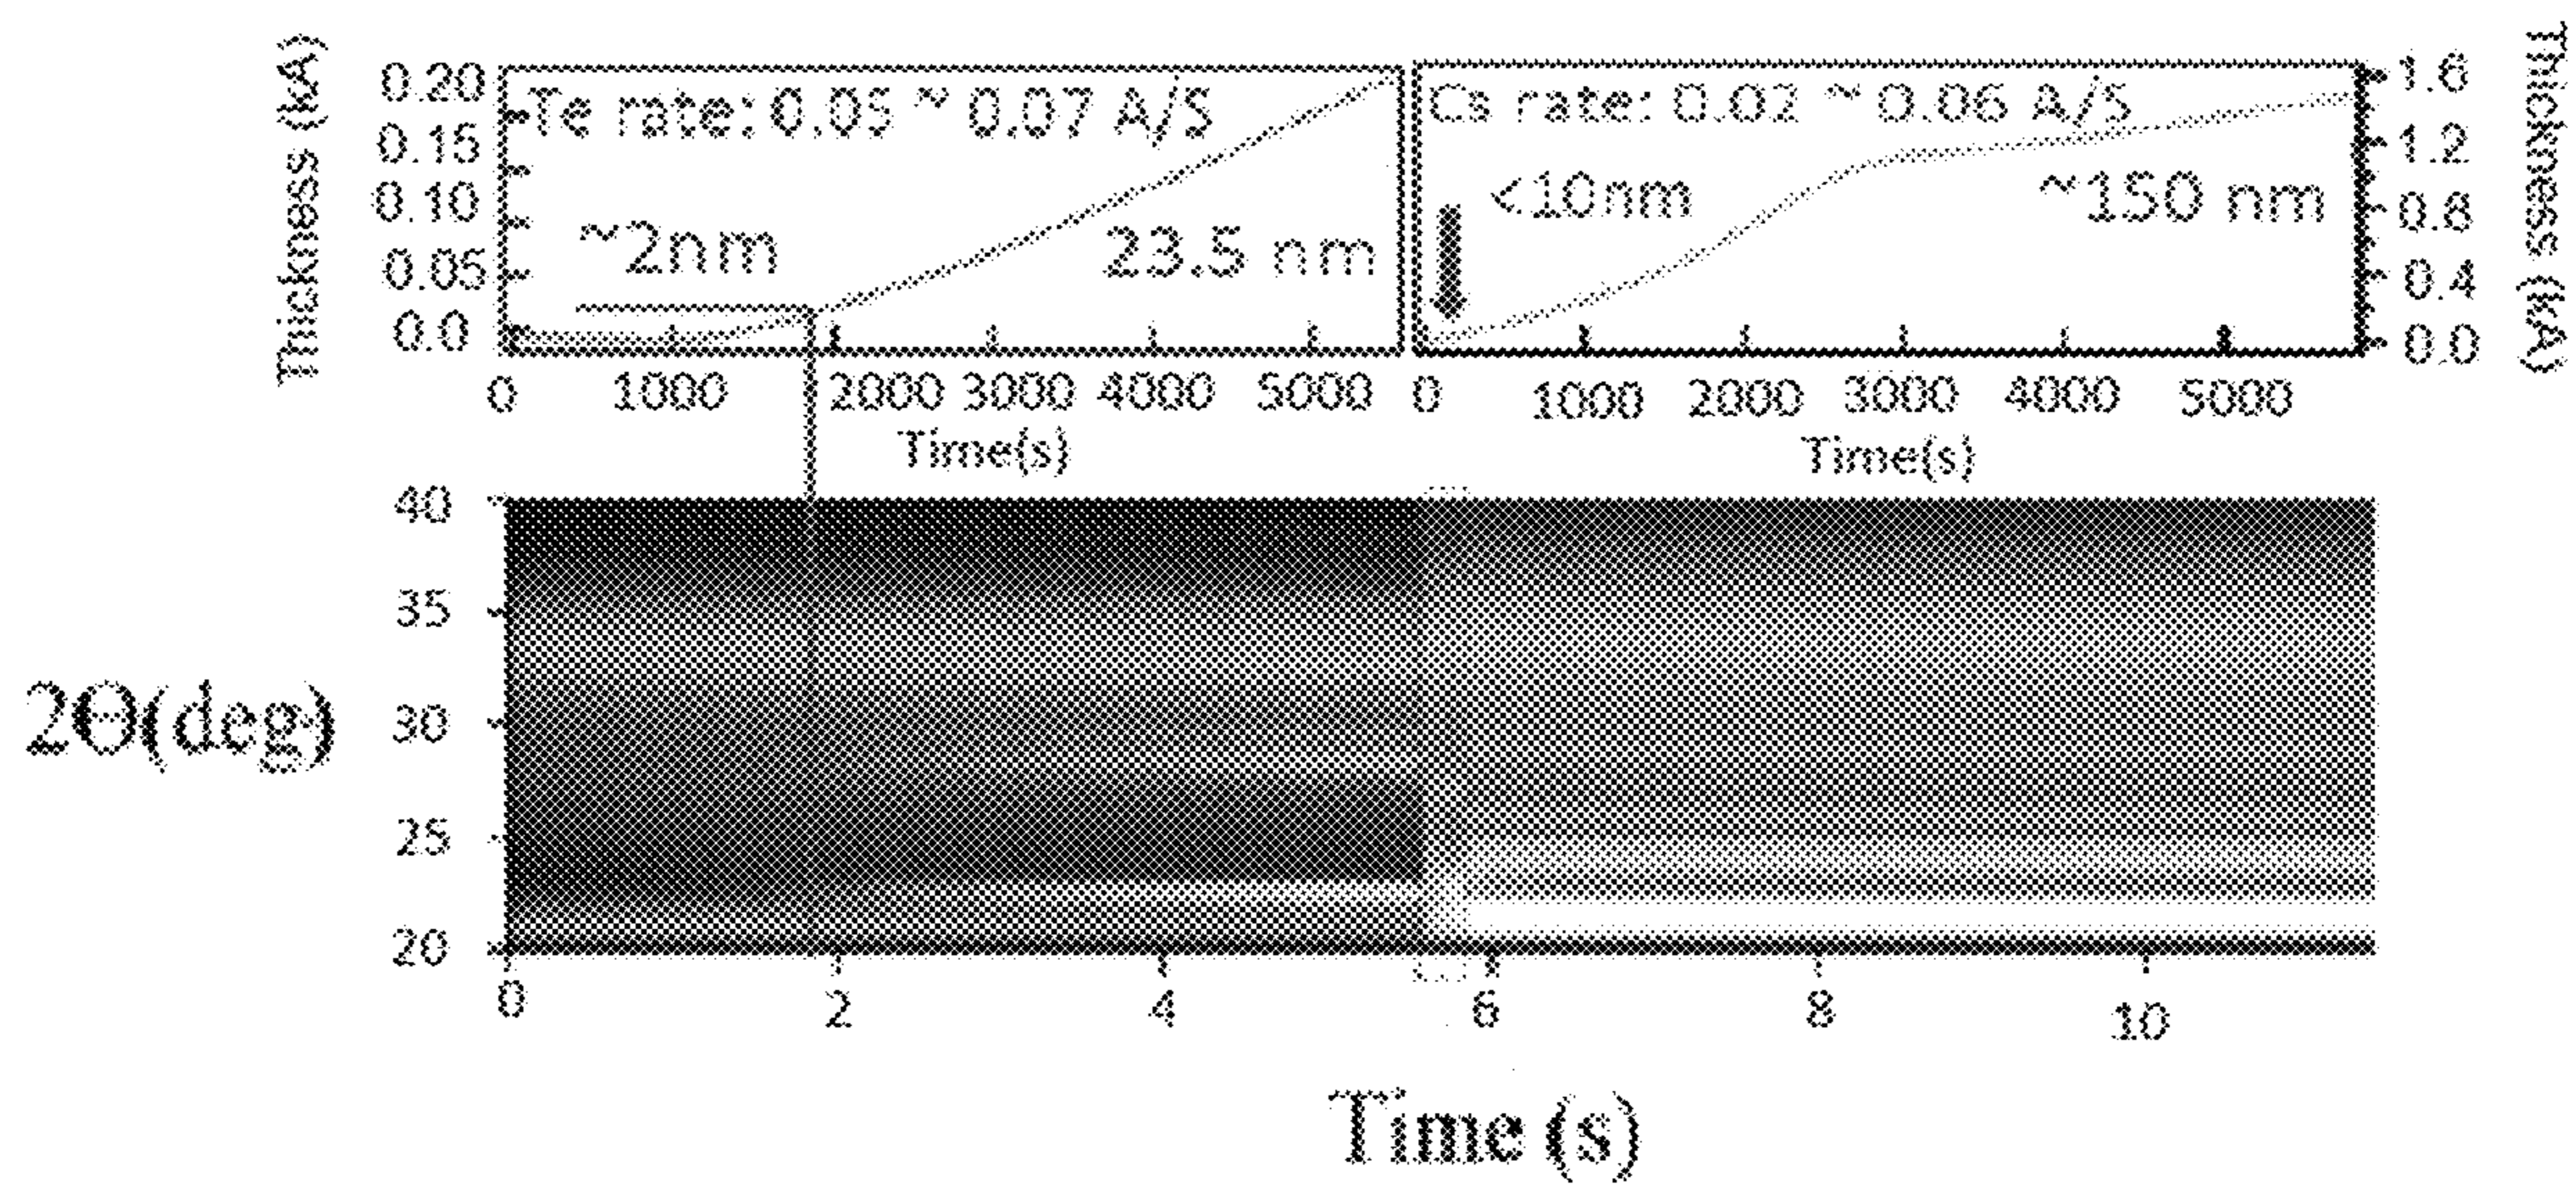 Thickness (kA)
0.20
0.15
0.10
0.05
0.0
Te rate: 0.05 ~ 0.07 A/S
~2nm
23.5 nm
0 1000 2000 3000 4000 5000
Time(s)
Cs rate: 0.02 ~ 0.06 A/S
<10nm
~150 nm
1.6
1.2
0.8
0.4
0.0
Thickness (kA)
0 1000 2000 3000 4000 5000
Time(s)
2Θ(deg)
40
35
30
25
20
0 2 4 6 8 10
Time (s)